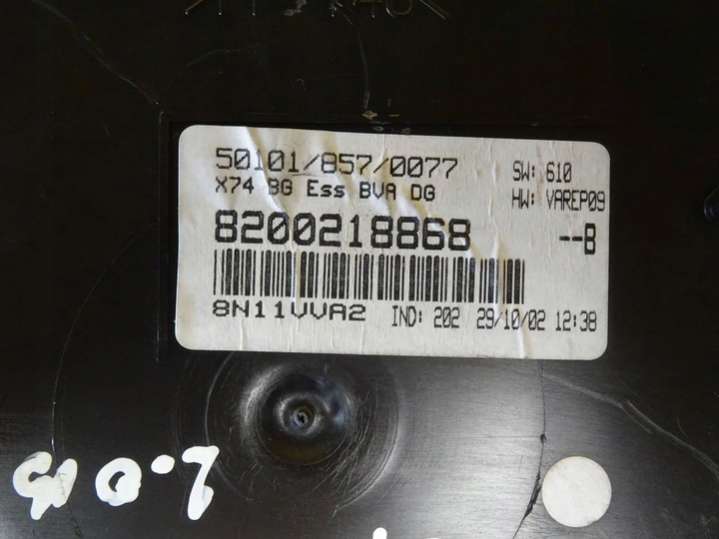 50101/857/0077
SW: 610
X74 BG Ess BVA DG
HW: VAREP09
8200218868
--B
8N11VVA2 IND: 202 29/10/02 12:38